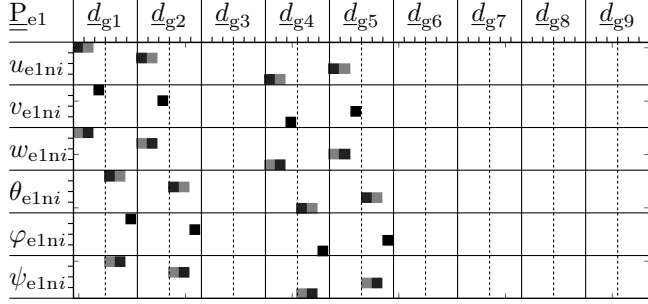 P_e1 d_g1 d_g2 d_g3 d_g4 d_g5 d_g6 d_g7 d_g8 d_g9
u_e1ni
v_e1ni
w_e1ni
θ_e1ni
φ_e1ni
ψ_e1ni